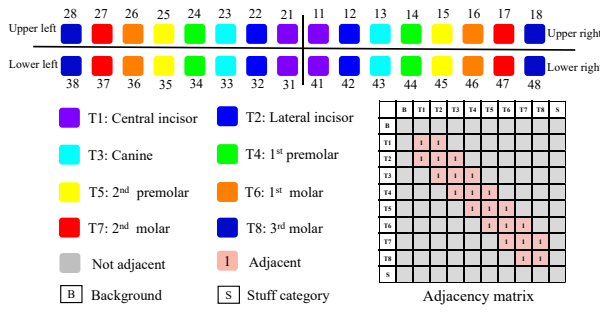 28 27 26 25 24 23 22 21 11 12 13 14 15 16 17 18
Upper left Upper right
Lower left Lower right
38 37 36 35 34 33 32 31 41 42 43 44 45 46 47 48
T1: Central incisor T2: Lateral incisor
T3: Canine T4: 1st premolar
T5: 2nd premolar T6: 1st molar
T7: 2nd molar T8: 3rd molar
Not adjacent 1 Adjacent
B Background S Stuff category
B T1 T2 T3 T4 T5 T6 T7 T8 S
B
T1 1 1
T2 1 1 1
T3 1 1 1
T4 1 1 1
T5 1 1 1
T6 1 1 1
T7 1 1 1
T8 1 1
S
Adjacency matrix